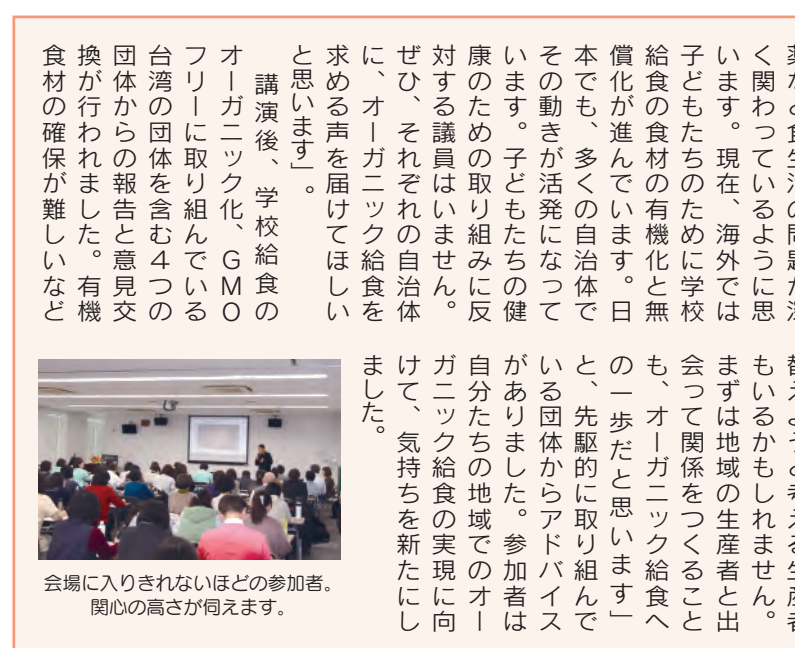 く関わっているように思
います。現在、海外では
子どもたちのために学校
給食の食材の有機化と無
償化が進んでいます。日
本でも、多くの自治体で
その動きが活発になって
います。子どもたちの健
康のための取り組みに反
対する議員はいません。
ぜひ、それぞれの自治体
に、オーガニック給食を
求める声を届けてほしい
と思います」。
　講演後、学校給食の
オーガニック化、GMO
フリーに取り組んでいる
台湾の団体を含む4つの
団体からの報告と意見交
換が行われました。有機
食材の確保が難しいなど
もいるかもしれません。
まずは地域の生産者と出
会って関係をつくること
も、オーガニック給食へ
の一歩だと思います」
と、先駆的に取り組んで
いる団体からアドバイス
がありました。参加者は
自分たちの地域でのオー
ガニック給食の実現に向
けて、気持ちを新たにし
ました。
会場に入りきれないほどの参加者。
関心の高さが伺えます。